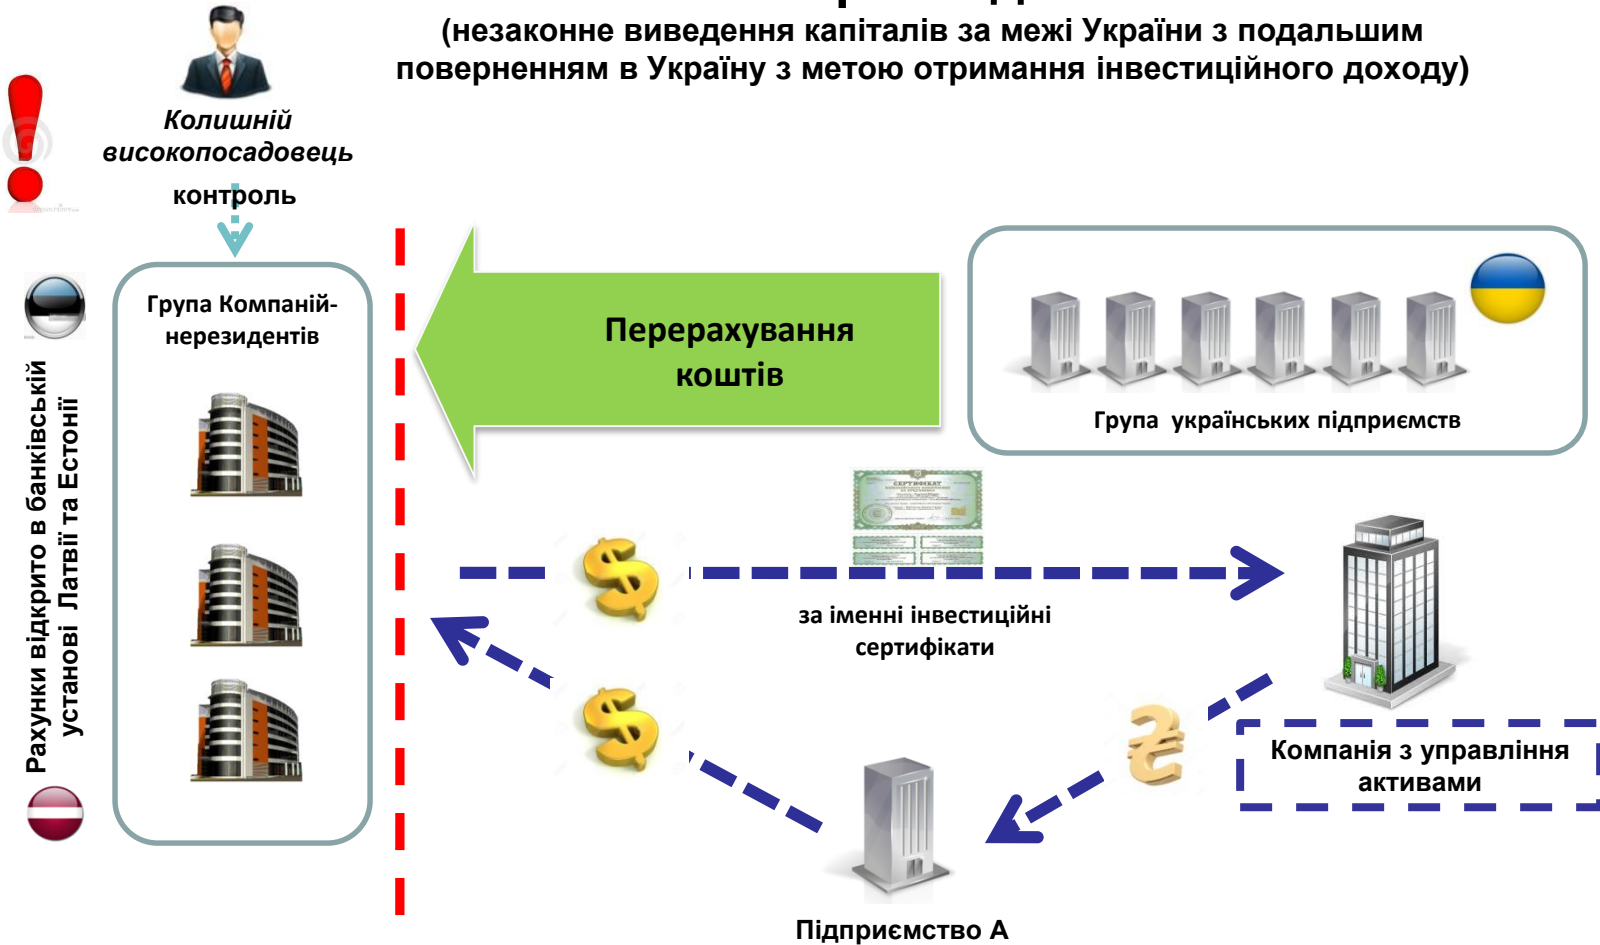 (незаконне виведення капіталів за межі України з подальшим
поверненням в Україну з метою отримання інвестиційного доходу)
Колишній
високопосадовець
контроль
Група Компаній-
нерезидентів
Рахунки відкрито в банківській
установі Латвії та Естонії
Перерахування
коштів
Група українських підприємств
СЕРТИФІКАТ
за іменні інвестиційні
сертифікати
Компанія з управління
активами
Підприємство А